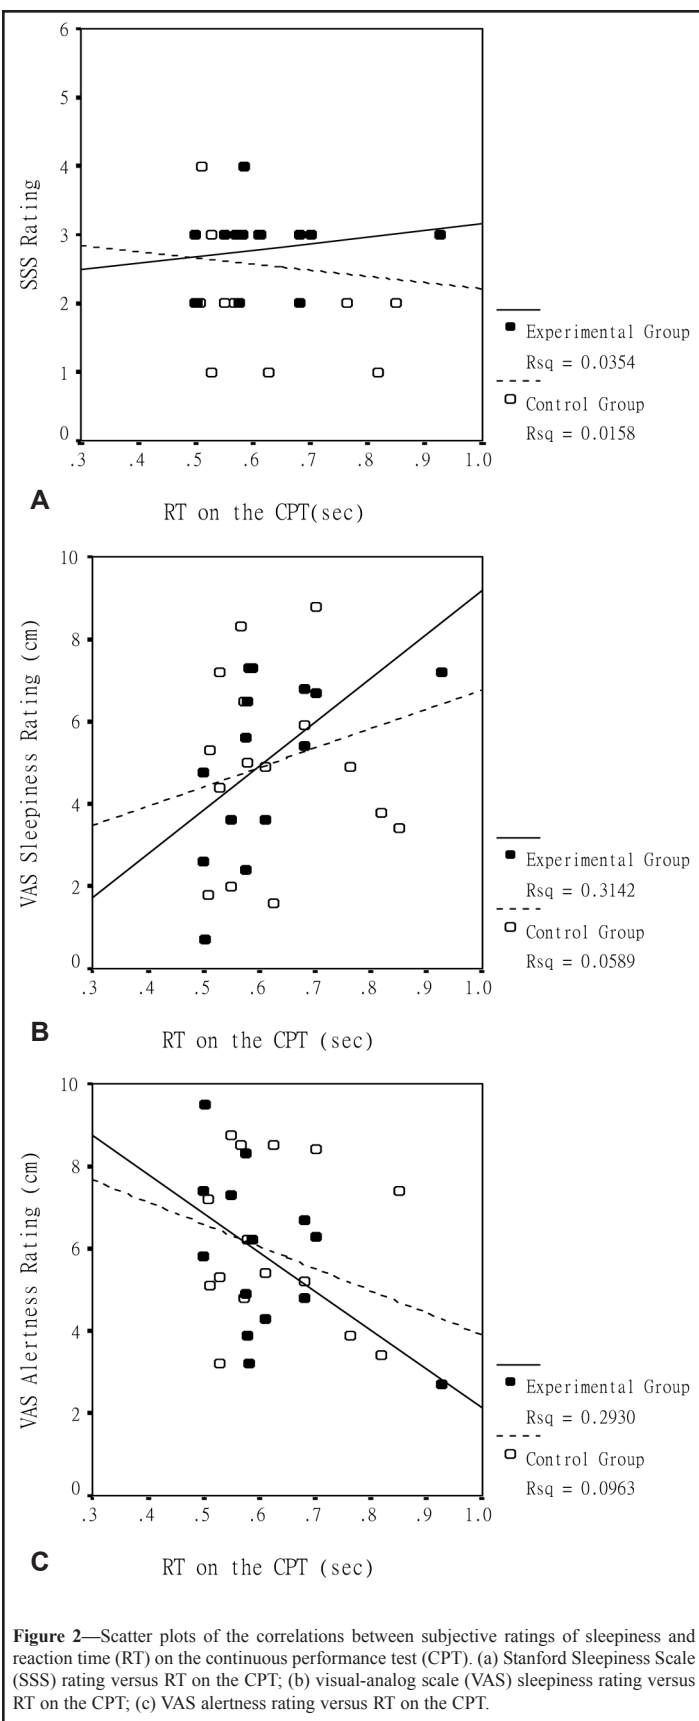 6
5
4
3
2
1
0
SSS Rating
.3 .4 .5 .6 .7 .8 .9 1.0
RT on the CPT(sec)
Experimental Group
Rsq = 0.0354
Control Group
Rsq = 0.0158
A
10
8
6
4
2
0
VAS Sleepiness Rating (cm)
.3 .4 .5 .6 .7 .8 .9 1.0
RT on the CPT (sec)
Experimental Group
Rsq = 0.3142
Control Group
Rsq = 0.0589
B
10
8
6
4
2
0
VAS Alertness Rating (cm)
.3 .4 .5 .6 .7 .8 .9 1.0
RT on the CPT (sec)
Experimental Group
Rsq = 0.2930
Control Group
Rsq = 0.0963
C
Figure 2—Scatter plots of the correlations between subjective ratings of sleepiness and
reaction time (RT) on the continuous performance test (CPT). (a) Stanford Sleepiness Scale
(SSS) rating versus RT on the CPT; (b) visual-analog scale (VAS) sleepiness rating versus
RT on the CPT; (c) VAS alertness rating versus RT on the CPT.